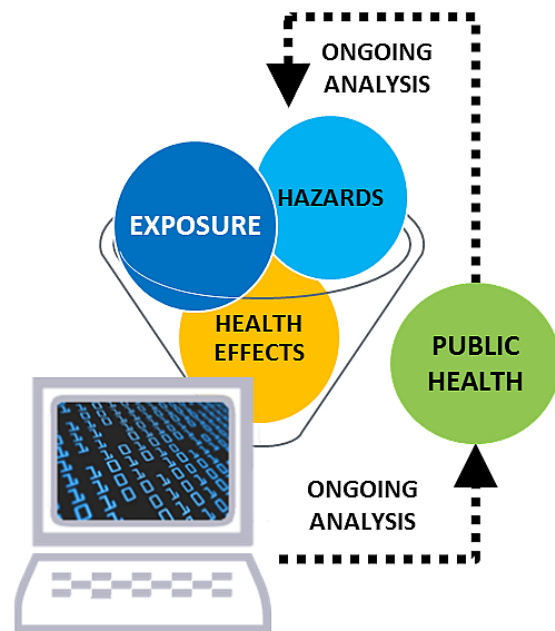 ONGOING
ANALYSIS
HAZARDS
EXPOSURE
HEALTH
EFFECTS
PUBLIC
HEALTH
ONGOING
ANALYSIS